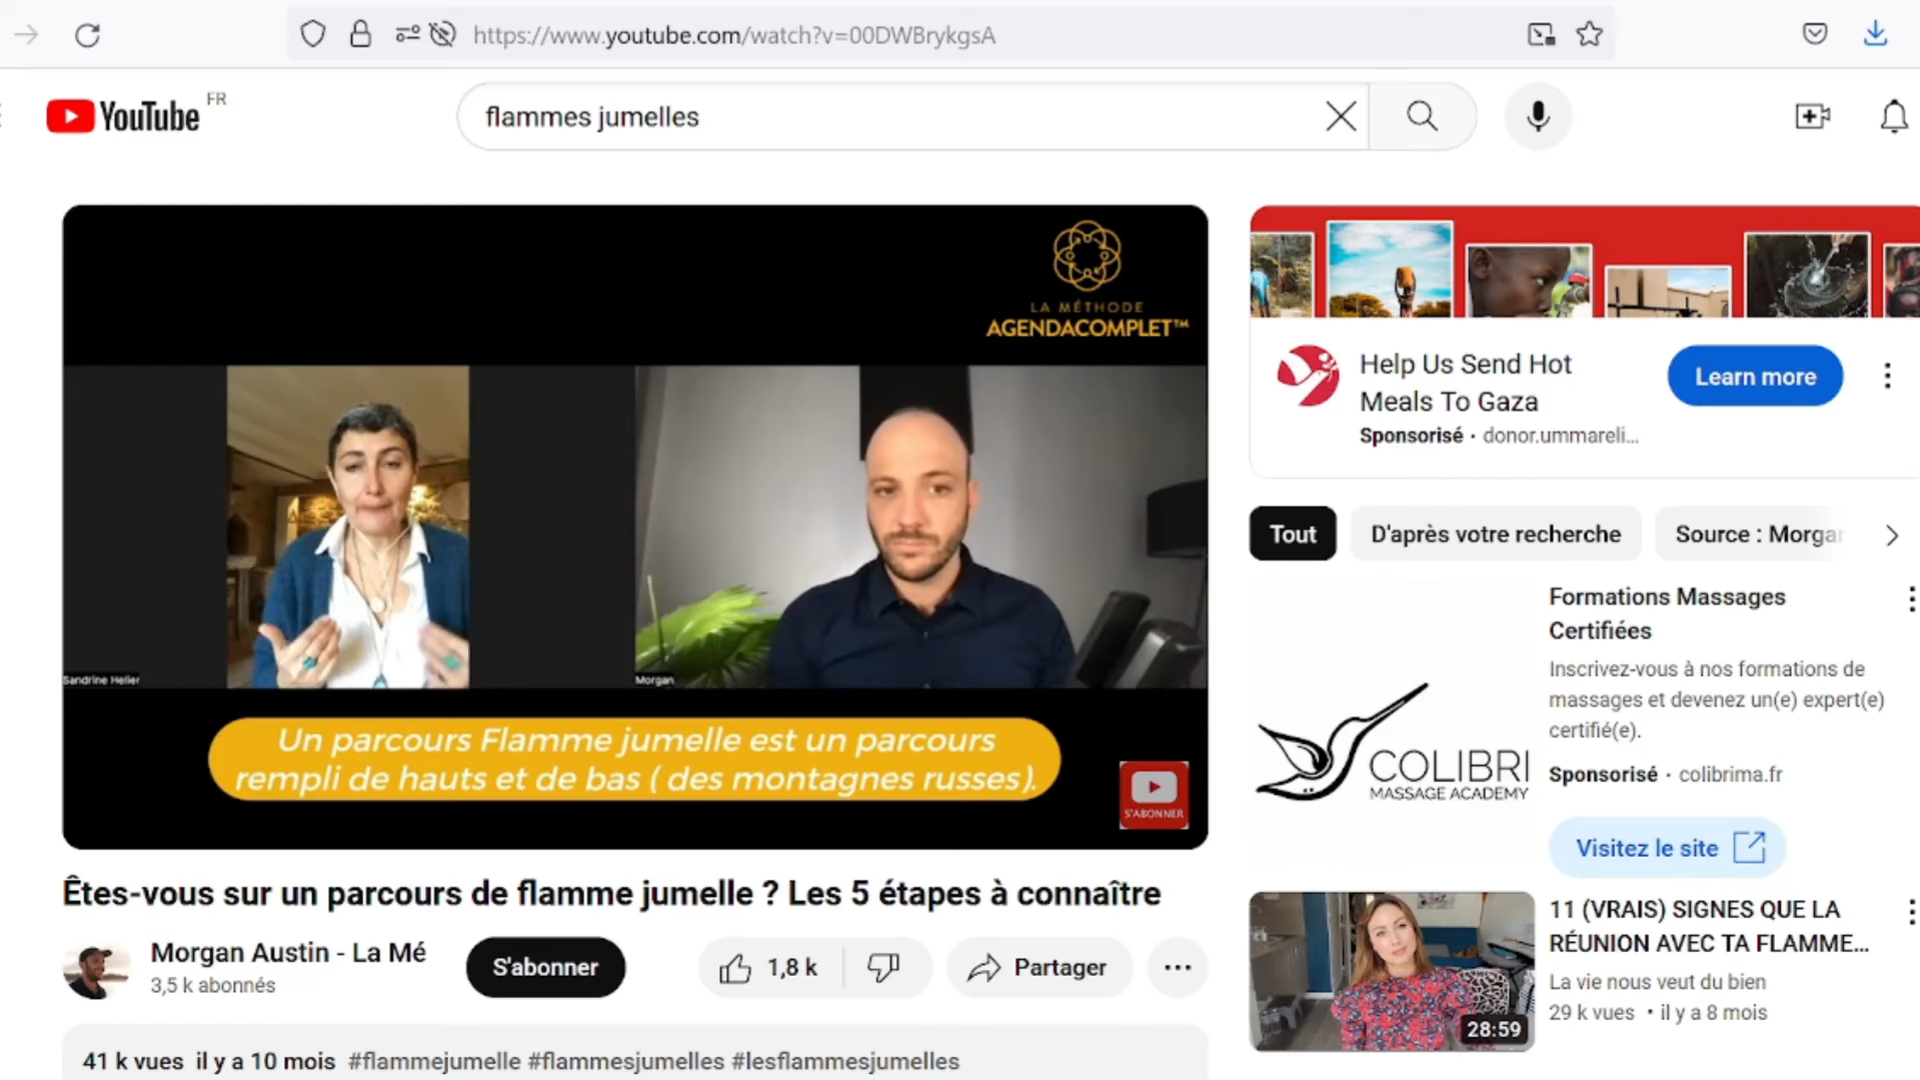 https://www.youtube.com/watch?v=00DWBrykgsA
YouTube FR
flammes jumelles
LA MÉTHODE
AGENDACOMPLET™
Sandrine Helier
Morgan
Un parcours Flamme jumelle est un parcours
rempli de hauts et de bas ( des montagnes russes).
S'ABONNER
Êtes-vous sur un parcours de flamme jumelle ? Les 5 étapes à connaître
Morgan Austin - La Mé
3,5 k abonnés
S'abonner
1,8 k
Partager
41 k vues il y a 10 mois #flammejumelle #flammesjumelles #lesflammesjumelles
Help Us Send Hot
Meals To Gaza
Sponsorisé · donor.ummareli...
Learn more
Tout
D'après votre recherche
Source : Morgan
Formations Massages
Certifiées
Inscrivez-vous à nos formations de
massages et devenez un(e) expert(e)
certifié(e).
Sponsorisé · colibrima.fr
COLIBRI
MASSAGE ACADEMY
Visitez le site
11 (VRAIS) SIGNES QUE LA
RÉUNION AVEC TA FLAMME...
La vie nous veut du bien
29 k vues • il y a 8 mois
28:59